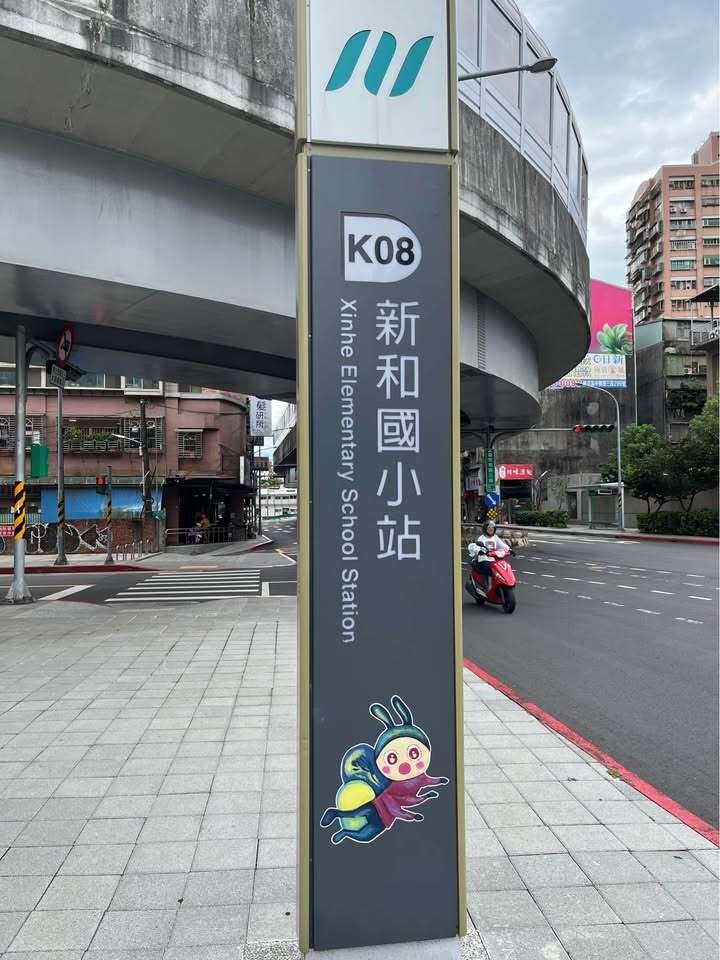 K08
新和國小站
Xinhe Elementary School Station